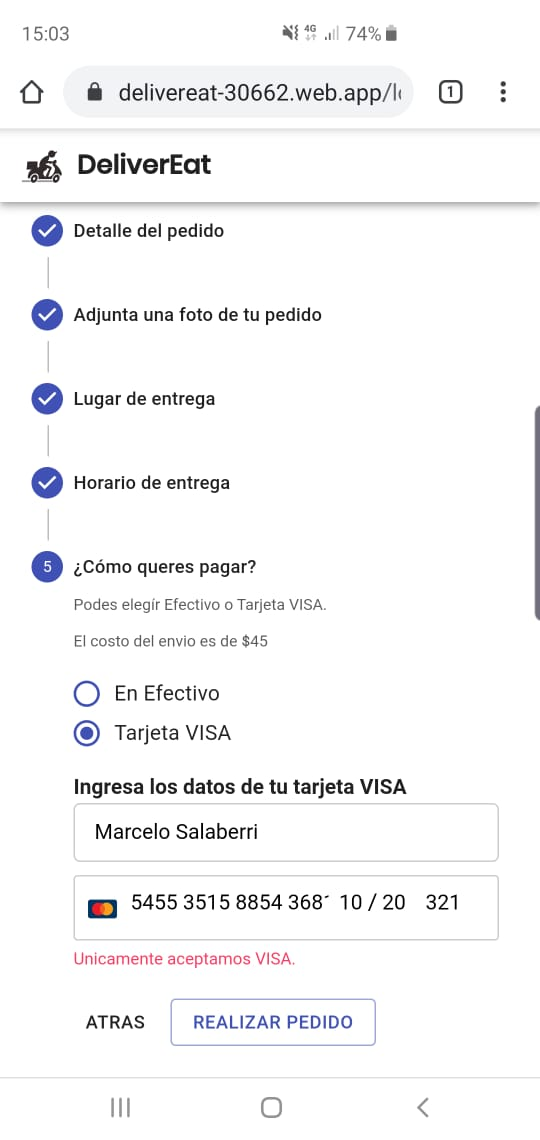 15:03 4G 74%
delivereat-30662.web.app/l
1
DeliverEat
Detalle del pedido
Adjunta una foto de tu pedido
Lugar de entrega
Horario de entrega
5 ¿Cómo queres pagar?
Podes elegír Efectivo o Tarjeta VISA.
El costo del envio es de $45
En Efectivo
Tarjeta VISA
Ingresa los datos de tu tarjeta VISA
Marcelo Salaberri
5455 3515 8854 368 10 / 20 321
Unicamente aceptamos VISA.
ATRAS REALIZAR PEDIDO